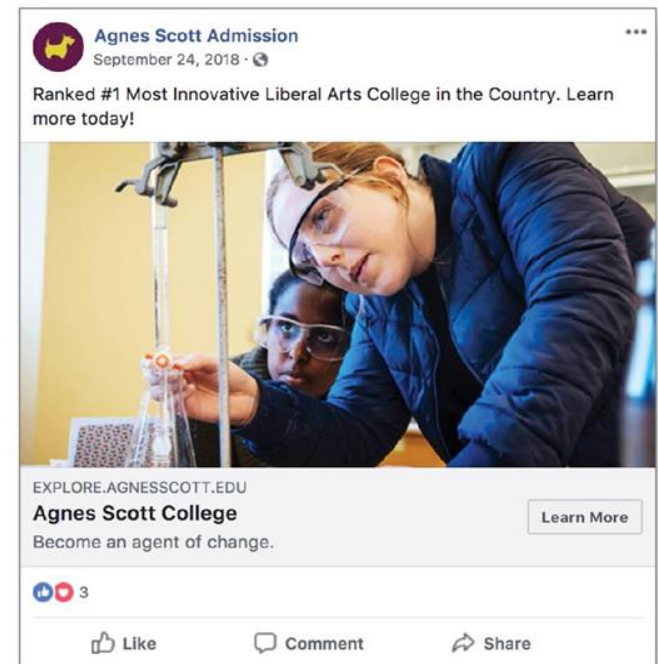 Agnes Scott Admission
September 24, 2018 ·
Ranked #1 Most Innovative Liberal Arts College in the Country. Learn
more today!
EXPLORE.AGNESSCOTT.EDU
Agnes Scott College
Learn More
Become an agent of change.
3
Like
Comment
Share